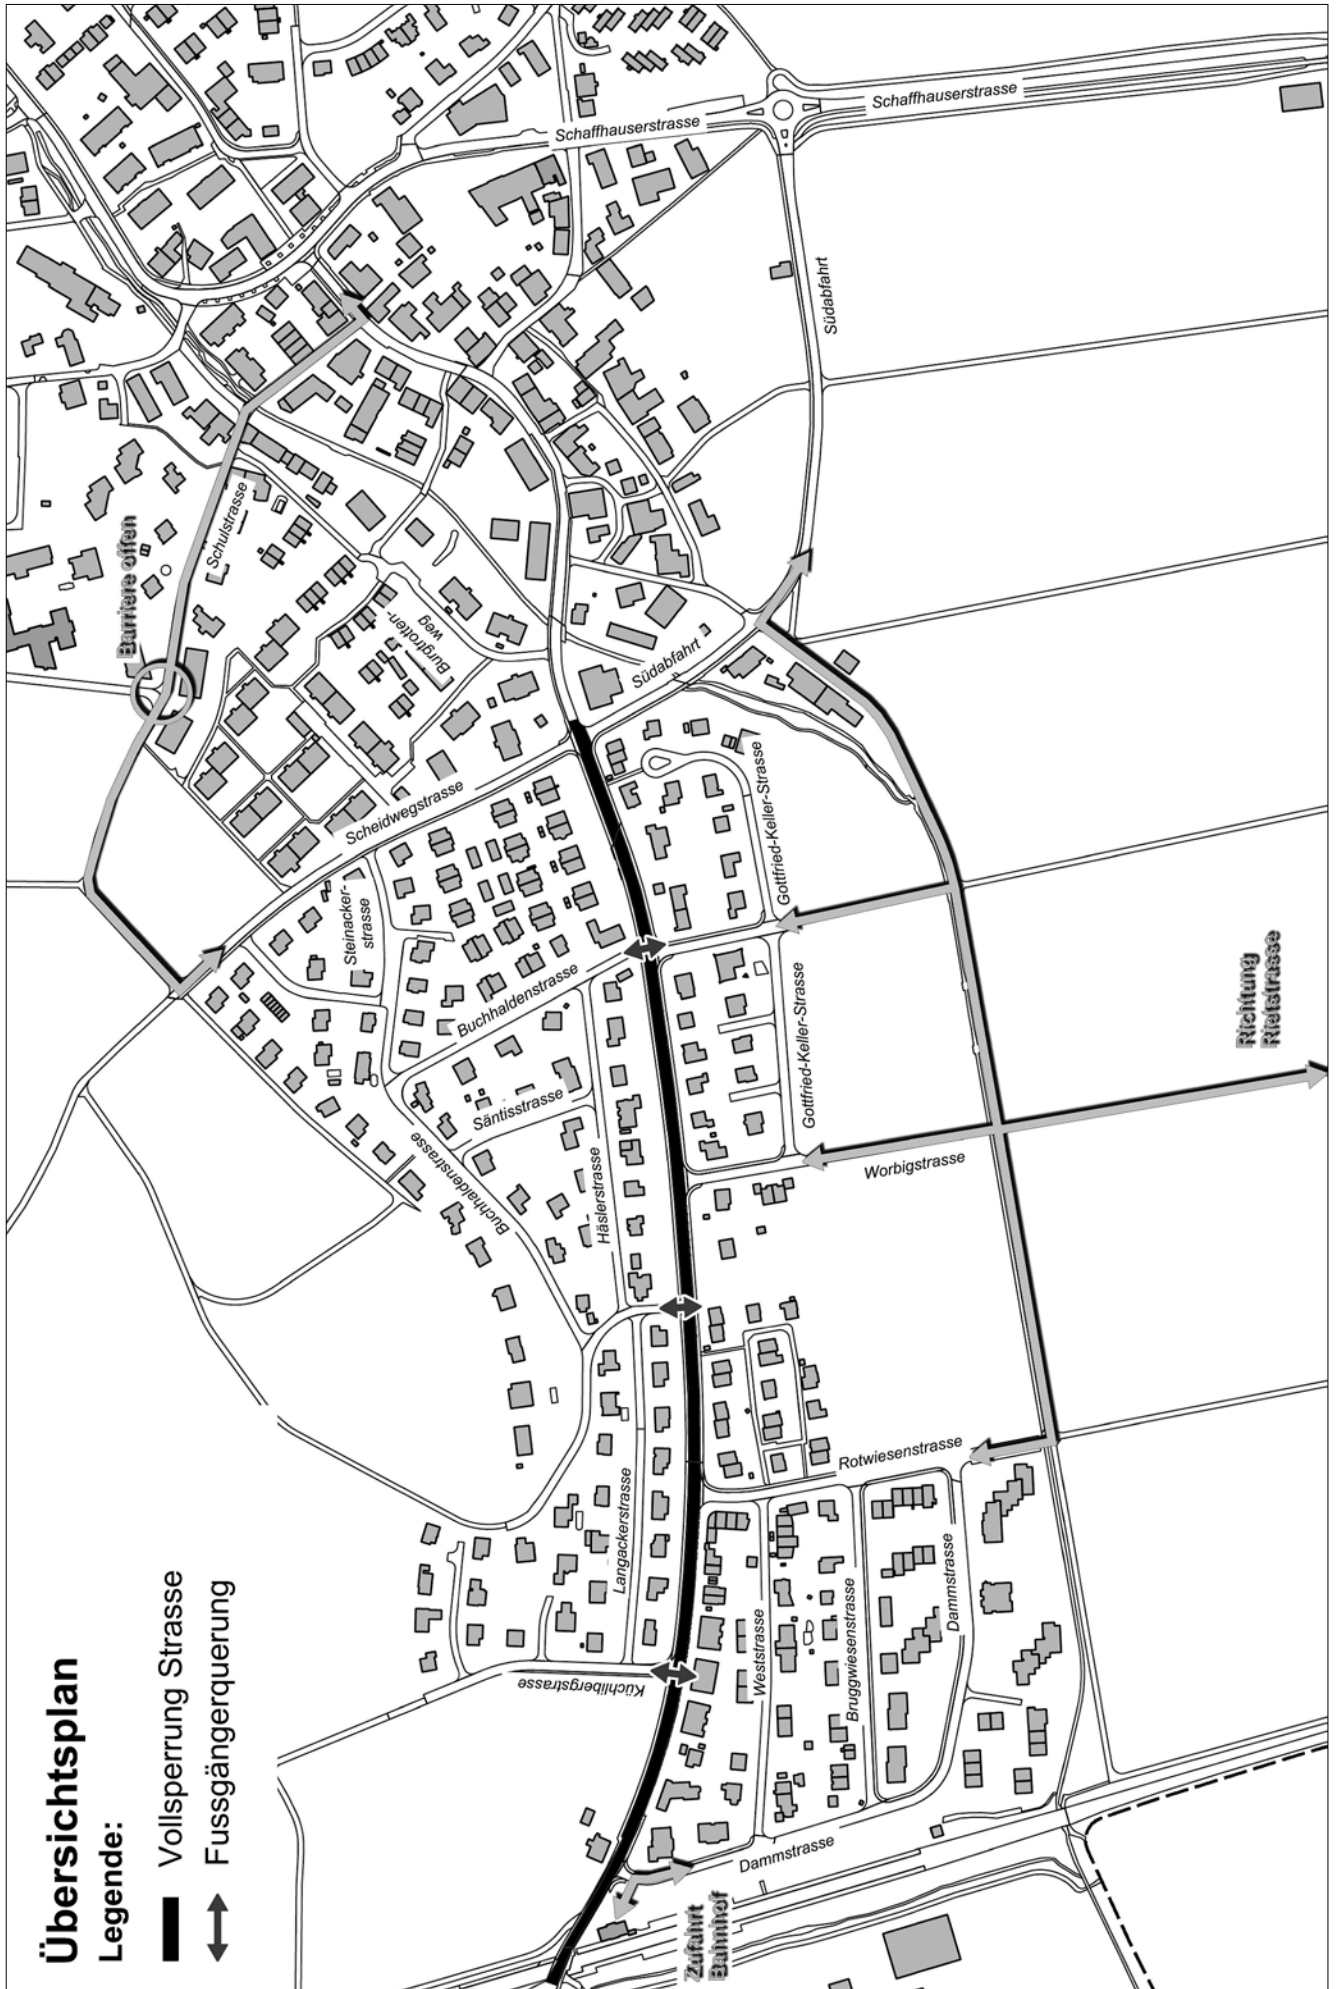 Übersichtsplan
Legende:
Vollsperrung Strasse
Fussgängerquerung
Schaffhauserstrasse
Schaffhauserstrasse
Südabfahrt
Barriere offen
Schulstrasse
Burgtrotten-
weg
Südabfahrt
Scheidwegstrasse
Gottfried-Keller-Strasse
Steinacker-
strasse
Buchhaldenstrasse
Gottfried-Keller-Strasse
Richtung
Rietstrasse
Säntisstrasse
Buchhaldenstrasse
Häslerstrasse
Worbigstrasse
Rotwiesenstrasse
Langackerstrasse
Küchlibergstrasse
Weststrasse
Bruggwiesenstrasse
Dammstrasse
Dammstrasse
Zufahrt
Bahnhof